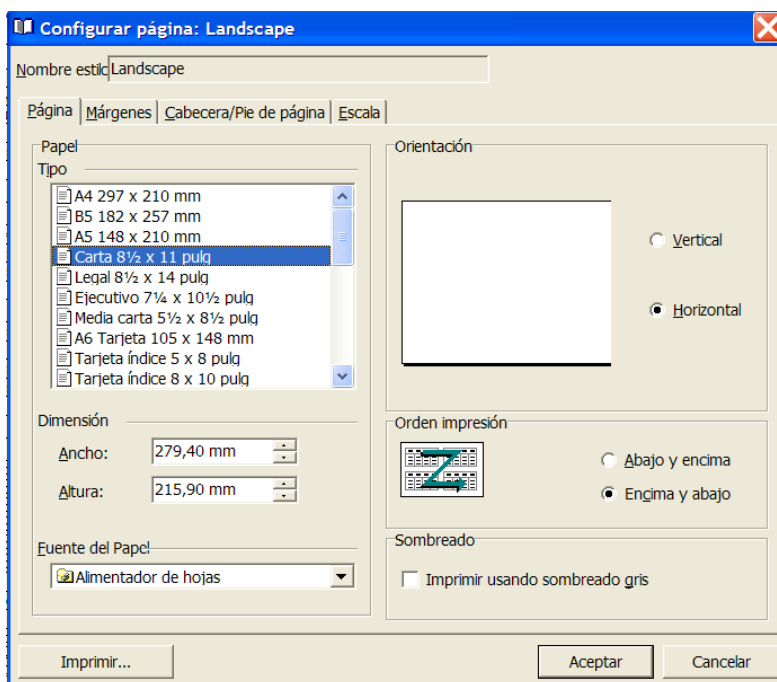 Configurar página: Landscape
Nombre estilo Landscape
Página Márgenes Cabecera/Pie de página Escala
Papel
Tipo
A4 297 x 210 mm
B5 182 x 257 mm
A5 148 x 210 mm
Carta 8½ x 11 pulg
Legal 8½ x 14 pulg
Ejecutivo 7¼ x 10½ pulg
Media carta 5½ x 8½ pulg
A6 Tarjeta 105 x 148 mm
Tarjeta índice 5 x 8 pulg
Tarjeta índice 8 x 10 pulg
Dimensión
Ancho: 279,40 mm
Altura: 215,90 mm
Fuente del Papel
Alimentador de hojas
Orientación
Vertical
Horizontal
Orden impresión
Abajo y encima
Encima y abajo
Sombreado
Imprimir usando sombreado gris
Imprimir... Aceptar Cancelar